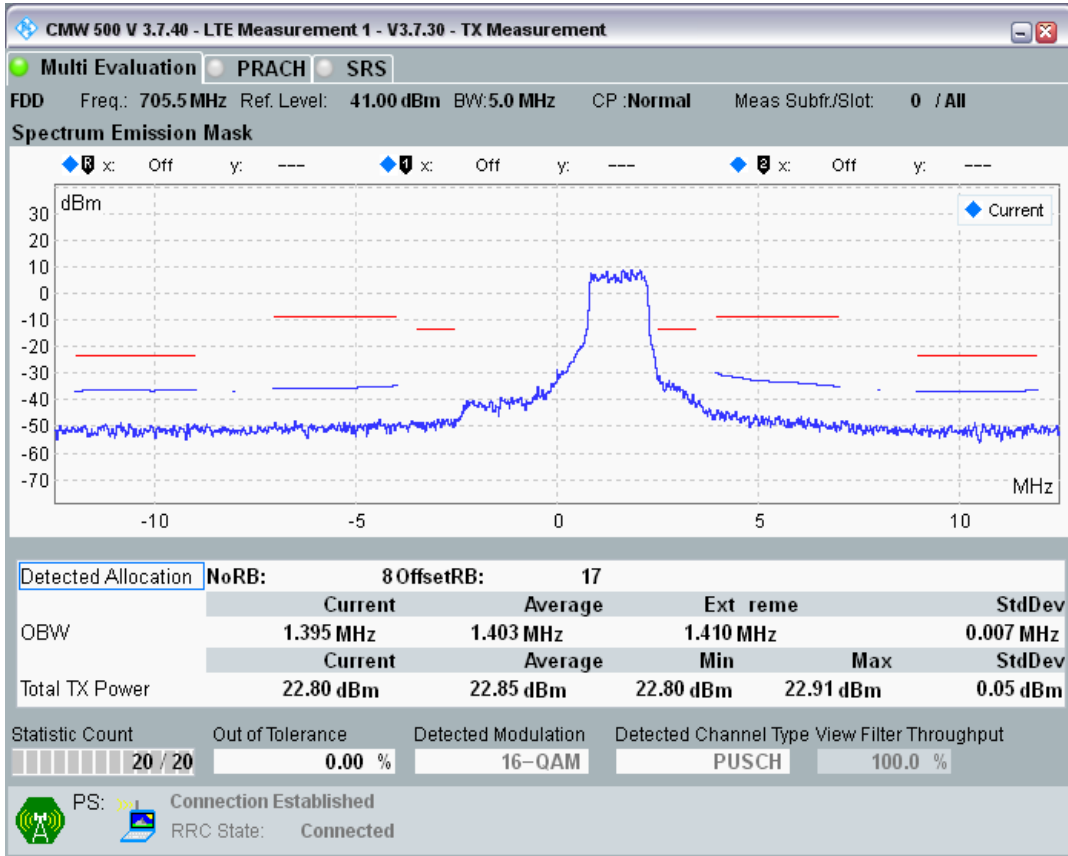 CMW 500 V 3.7.40 - LTE Measurement 1 - V3.7.30 - TX Measurement
Multi Evaluation PRACH SRS
FDD Freq.: 705.5 MHz Ref. Level: 41.00 dBm BW: 5.0 MHz CP : Normal Meas Subfr./Slot: 0 / All
Spectrum Emission Mask
R x: Off y: --- 1 x: Off y: --- 2 x: Off y: ---
dBm
Current
30
20
10
0
-10
-20
-30
-40
-50
-60
-70
MHz
-10 -5 0 5 10
Detected Allocation NoRB: 8 OffsetRB: 17
Current Average Ext reme StdDev
OBW 1.395 MHz 1.403 MHz 1.410 MHz 0.007 MHz
Current Average Min Max StdDev
Total TX Power 22.80 dBm 22.85 dBm 22.80 dBm 22.91 dBm 0.05 dBm
Statistic Count Out of Tolerance Detected Modulation Detected Channel Type View Filter Throughput
20 / 20 0.00 % 16-QAM PUSCH 100.0 %
PS: Connection Established
RRC State: Connected